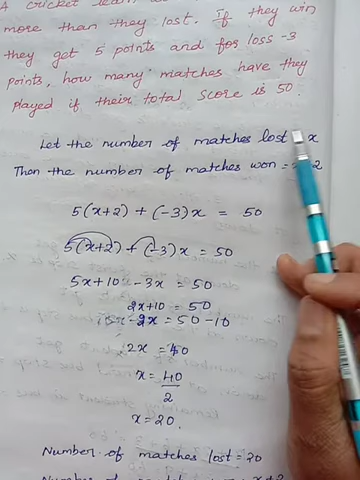 A cricket team
more than they lost. If they win
they get 5 points and for loss -3
points, how many matches have they
played if their total score is 50.
Let the number of matches lost = x
Then the number of matches won = x+2
5(x+2) + (-3)x = 50
5(x+2) + (-3)x = 50
5x+10 - 3x = 50
2x+10 = 50
2x = 50 - 10
2x = 40
x = 40/2
x = 20.
Number of matches lost = 20